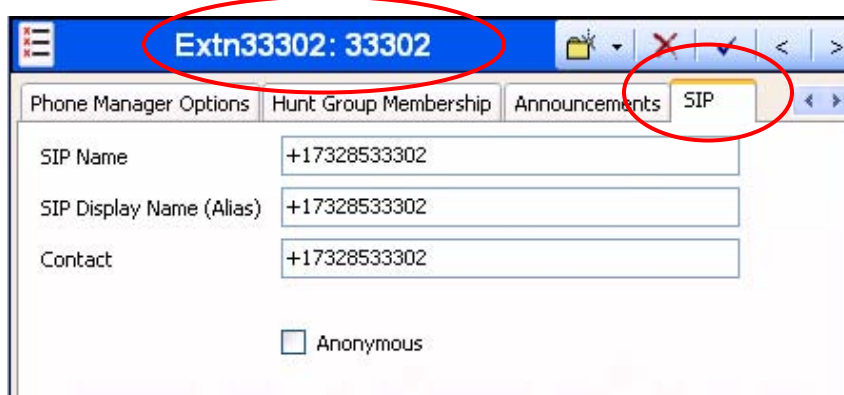 Extn33302: 33302
Phone Manager Options Hunt Group Membership Announcements SIP
SIP Name +17328533302
SIP Display Name (Alias) +17328533302
Contact +17328533302
Anonymous